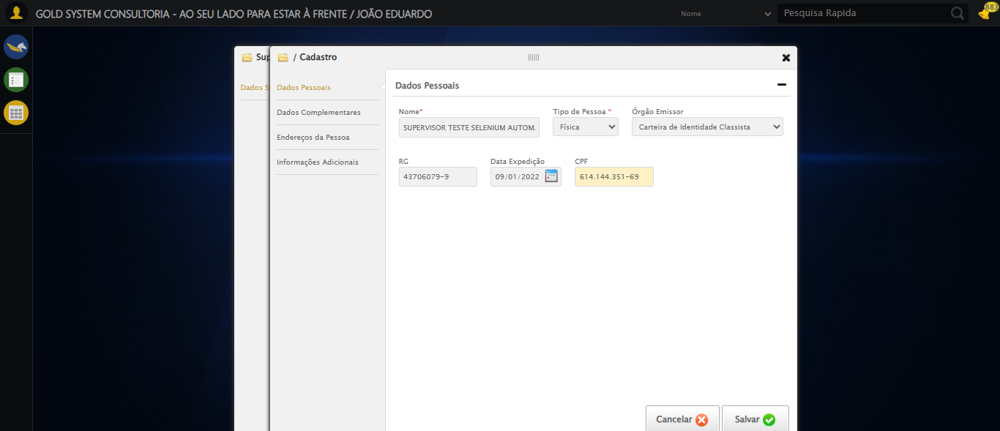 GOLD SYSTEM CONSULTORIA - AO SEU LADO PARA ESTAR À FRENTE / JOÃO EDUARDO
Nome
Pesquisa Rapida
883
Sup
/ Cadastro
Dados S
Dados Pessoais
Dados Complementares
Endereços da Pessoa
Informações Adicionais
Dados Pessoais
Nome* Tipo de Pessoa * Órgão Emissor
SUPERVISOR TESTE SELENIUM AUTOM. Física Carteira de Identidade Classista
RG Data Expedição CPF
43706079-9 09/01/2022 614.144.351-69
Cancelar Salvar